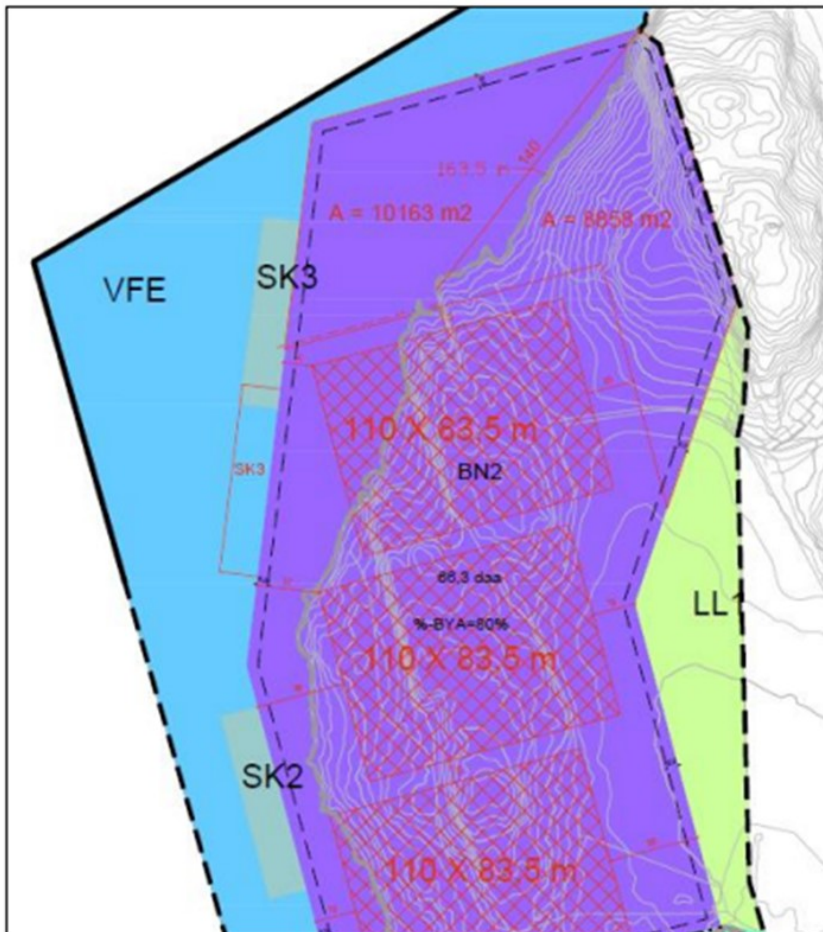 140
163.5
A = 10163 m2
A = 8858 m2
SK3
VFE
110 X 83,5 m
SK3
BN2
66,3 daa
%-BYA=80%
LL1
110 X 83,5 m
SK2
110 X 83,5 m